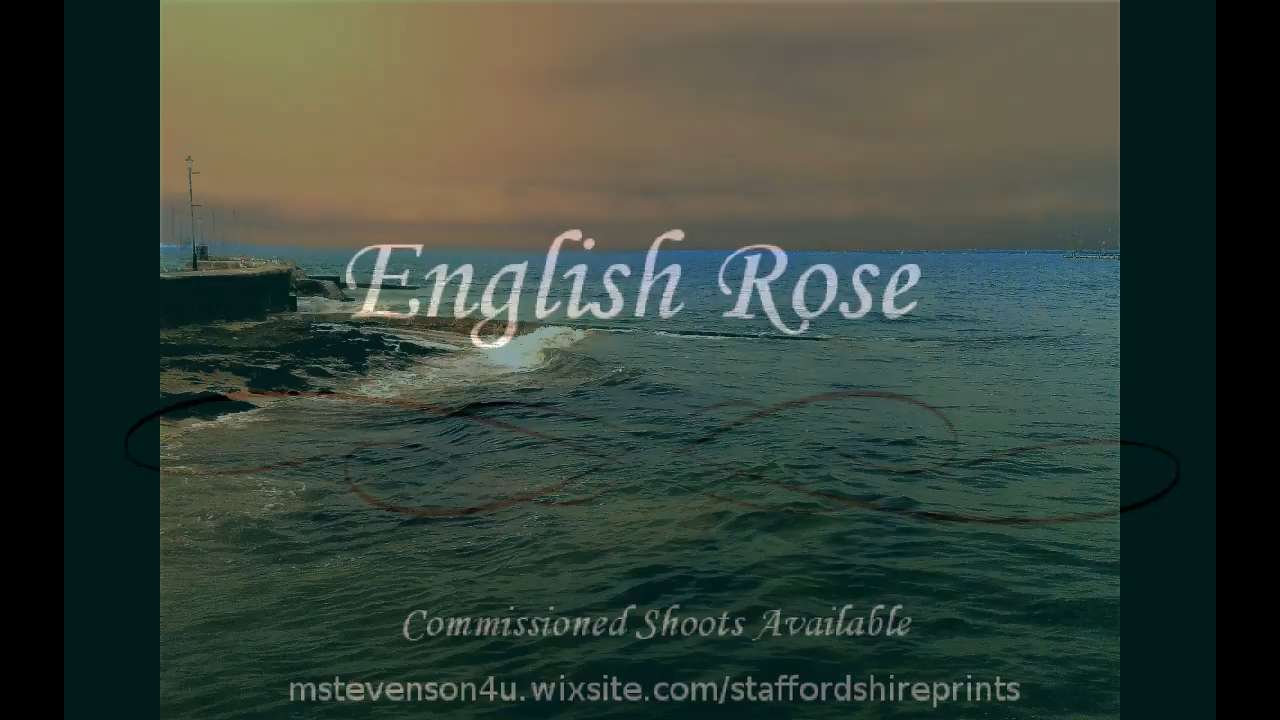 English Rose
Commissioned Shoots Available
mstevenson4u.wixsite.com/staffordshireprints